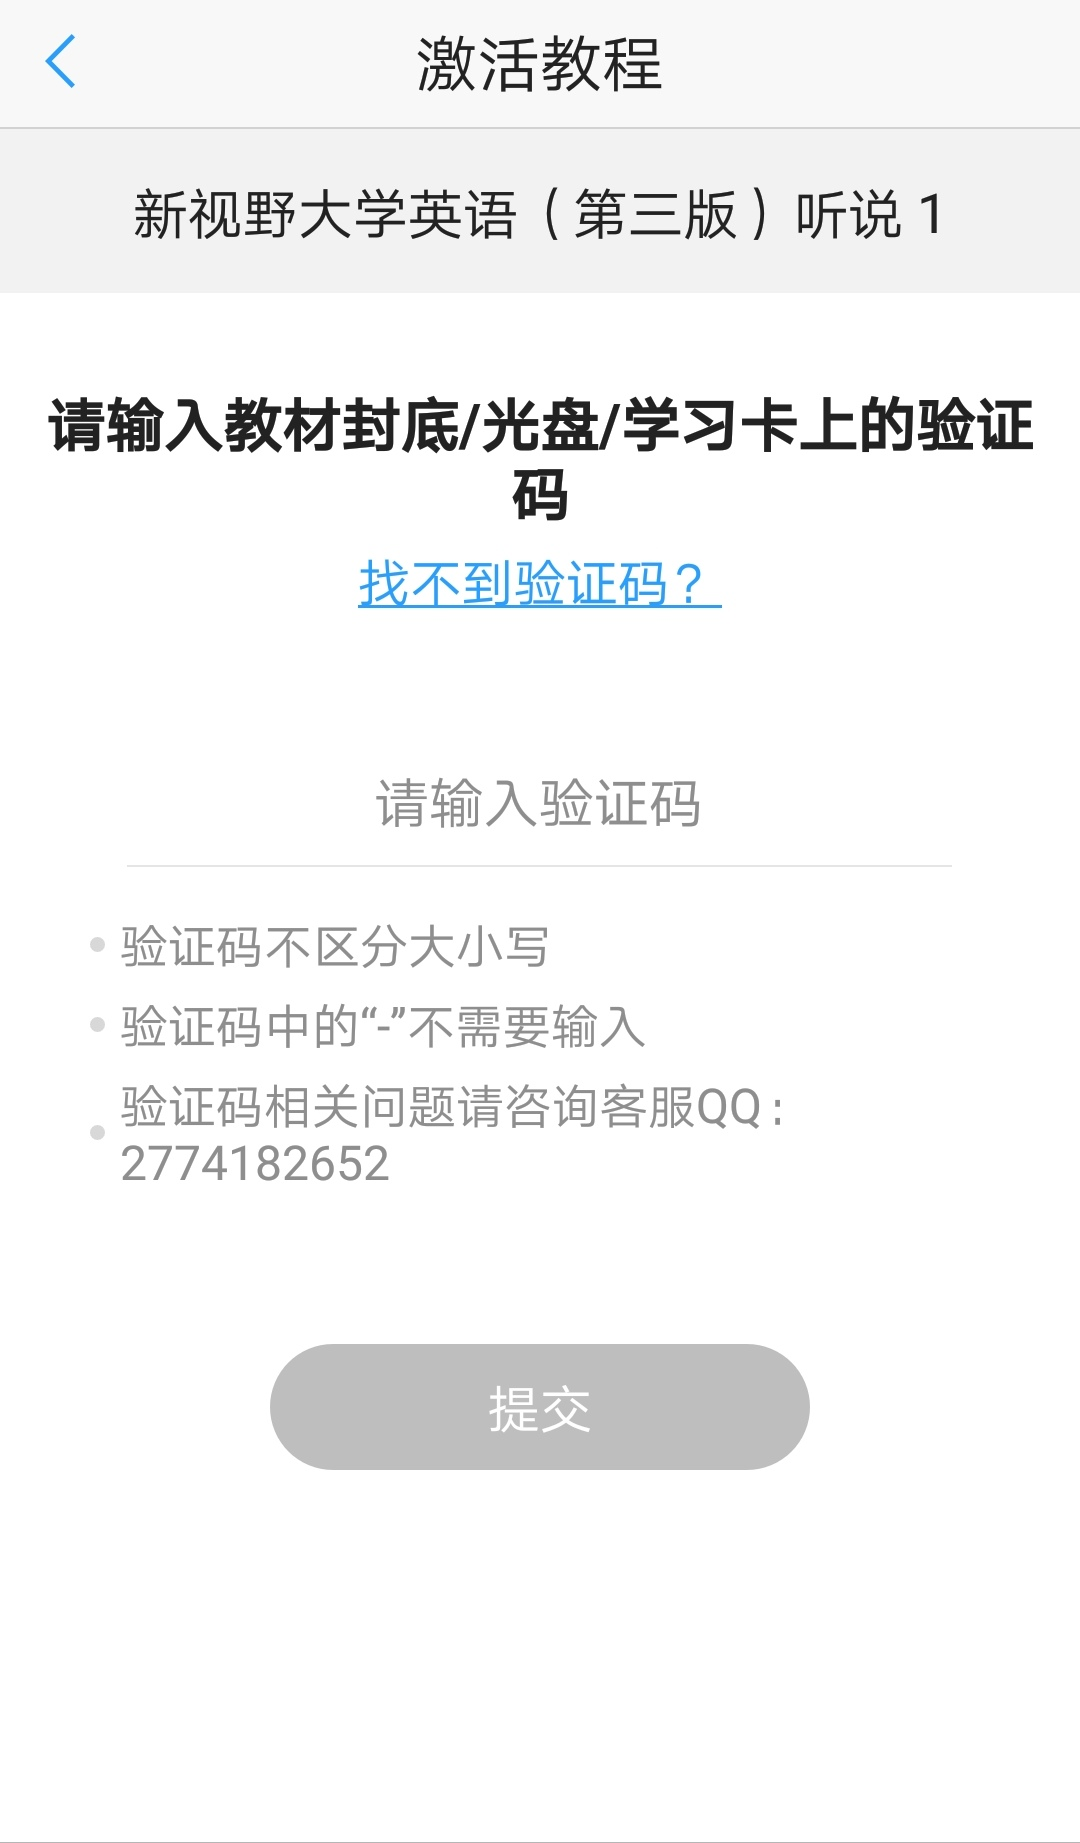 激活教程
新视野大学英语（第三版）听说 1
请输入教材封底/光盘/学习卡上的验证
码
找不到验证码？
请输入验证码
验证码不区分大小写
验证码中的“-”不需要输入
验证码相关问题请咨询客服QQ：
2774182652
提交